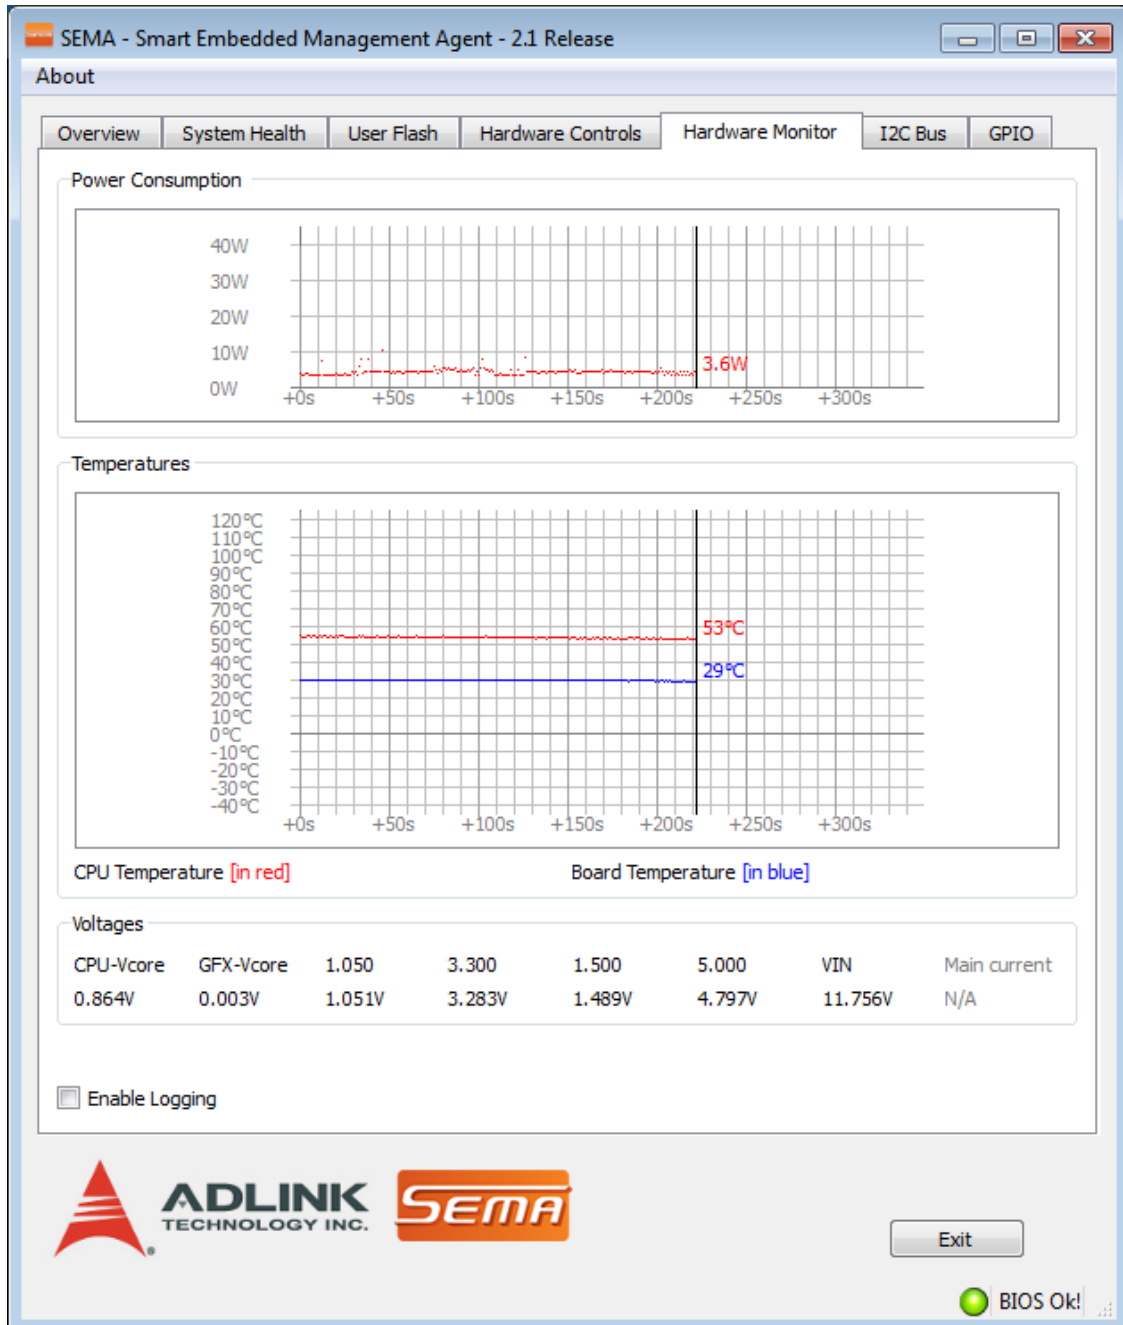 SEMA - Smart Embedded Management Agent - 2.1 Release
About
Overview System Health User Flash Hardware Controls Hardware Monitor I2C Bus GPIO
Power Consumption
40W
30W
20W
10W
3.6W
0W
+0s +50s +100s +150s +200s +250s +300s
Temperatures
120°C
110°C
100°C
90°C
80°C
70°C
60°C
53°C
50°C
40°C
29°C
30°C
20°C
10°C
0°C
-10°C
-20°C
-30°C
-40°C
+0s +50s +100s +150s +200s +250s +300s
CPU Temperature [in red] Board Temperature [in blue]
Voltages
CPU-Vcore GFX-Vcore 1.050 3.300 1.500 5.000 VIN Main current
0.864V 0.003V 1.051V 3.283V 1.489V 4.797V 11.756V N/A
Enable Logging
ADLINK
TECHNOLOGY INC.
SEMA
Exit
BIOS Ok!